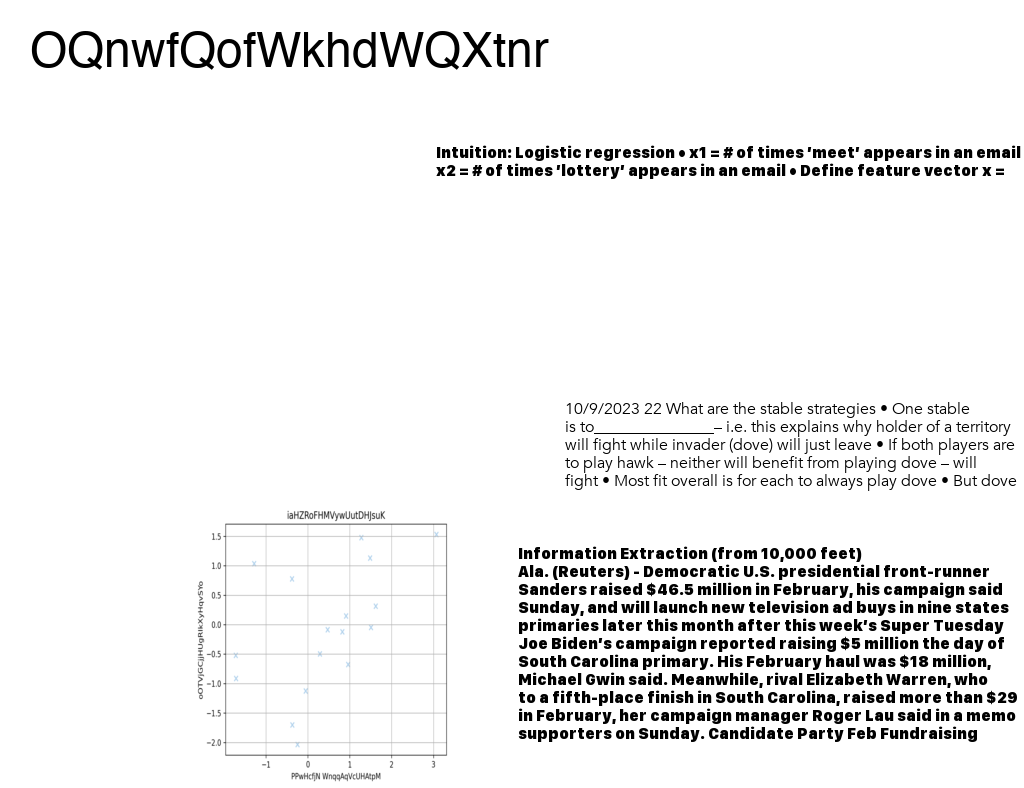 OQnwfQofWkhdWQXtnr
Intuition: Logistic regression • x1 = # of times 'meet' appears in an email
x2 = # of times 'lottery' appears in an email • Define feature vector x =
10/9/2023 22 What are the stable strategies • One stable
is to_______________– i.e. this explains why holder of a territory
will fight while invader (dove) will just leave • If both players are
to play hawk – neither will benefit from playing dove – will
fight • Most fit overall is for each to always play dove • But dove
iaHZRoFHMVywUutDHJsuK
1.5
1.0
0.5
0.0
−0.5
−1.0
−1.5
−2.0
−1 0 1 2 3
PPwHcfjN WnqqAqVcUHAtpM
Information Extraction (from 10,000 feet)
Ala. (Reuters) - Democratic U.S. presidential front-runner
Sanders raised $46.5 million in February, his campaign said
Sunday, and will launch new television ad buys in nine states
primaries later this month after this week's Super Tuesday
Joe Biden's campaign reported raising $5 million the day of
South Carolina primary. His February haul was $18 million,
Michael Gwin said. Meanwhile, rival Elizabeth Warren, who
to a fifth-place finish in South Carolina, raised more than $29
in February, her campaign manager Roger Lau said in a memo
supporters on Sunday. Candidate Party Feb Fundraising